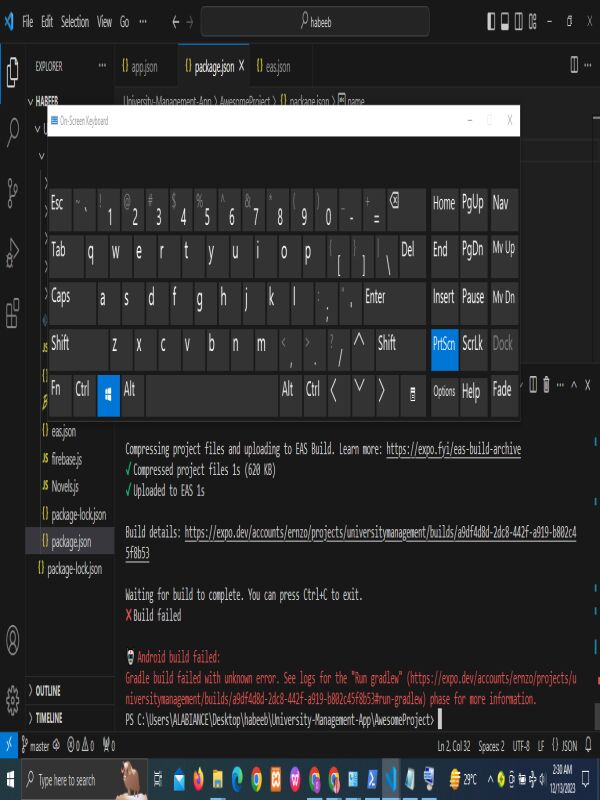 File Edit Selection View Go ···
habeeb
EXPLORER ···
app.json
package.json
eas.json
HABEEB
University-Management-App > AwesomeProject > package.json > name
On-Screen Keyboard
Esc ~ ` ! 1 @ 2 # 3 $ 4 % 5 ^ 6 & 7 * 8 ( 9 ) 0 _ - + = Home PgUp Nav
Tab q w e r t y u i o p { [ } ] | \ Del End PgDn Mv Up
Caps a s d f g h j k l : ; " ' Enter Insert Pause Mv Dn
Shift z x c v b n m < , > . ? / Shift PrtScn ScrLk Dock
Fn Ctrl Alt Alt Ctrl Options Help Fade
eas.json
firebase.js
Novels.js
package-lock.json
package.json
package-lock.json
OUTLINE
TIMELINE
Compressing project files and uploading to EAS Build. Learn more: https://expo.fyi/eas-build-archive
✓ Compressed project files 1s (620 KB)
✓ Uploaded to EAS 1s
Build details: https://expo.dev/accounts/ernzo/projects/universitymanagement/builds/a9df4d8d-2dc8-442f-a919-b802c4
5f8b53
Waiting for build to complete. You can press Ctrl+C to exit.
Build failed
Android build failed:
Gradle build failed with unknown error. See logs for the "Run gradlew" (https://expo.dev/accounts/ernzo/projects/u
niversitymanagement/builds/a9df4d8d-2dc8-442f-a919-b802c45f8b53#run-gradlew) phase for more information.
PS C:\Users\ALABIANCE\Desktop\habeeb\University-Management-App\AwesomeProject>
master 0 0 0 Ln 2, Col 32 Spaces: 2 UTF-8 LF {} JSON
Type here to search
29°C
2:30 AM
12/13/2023